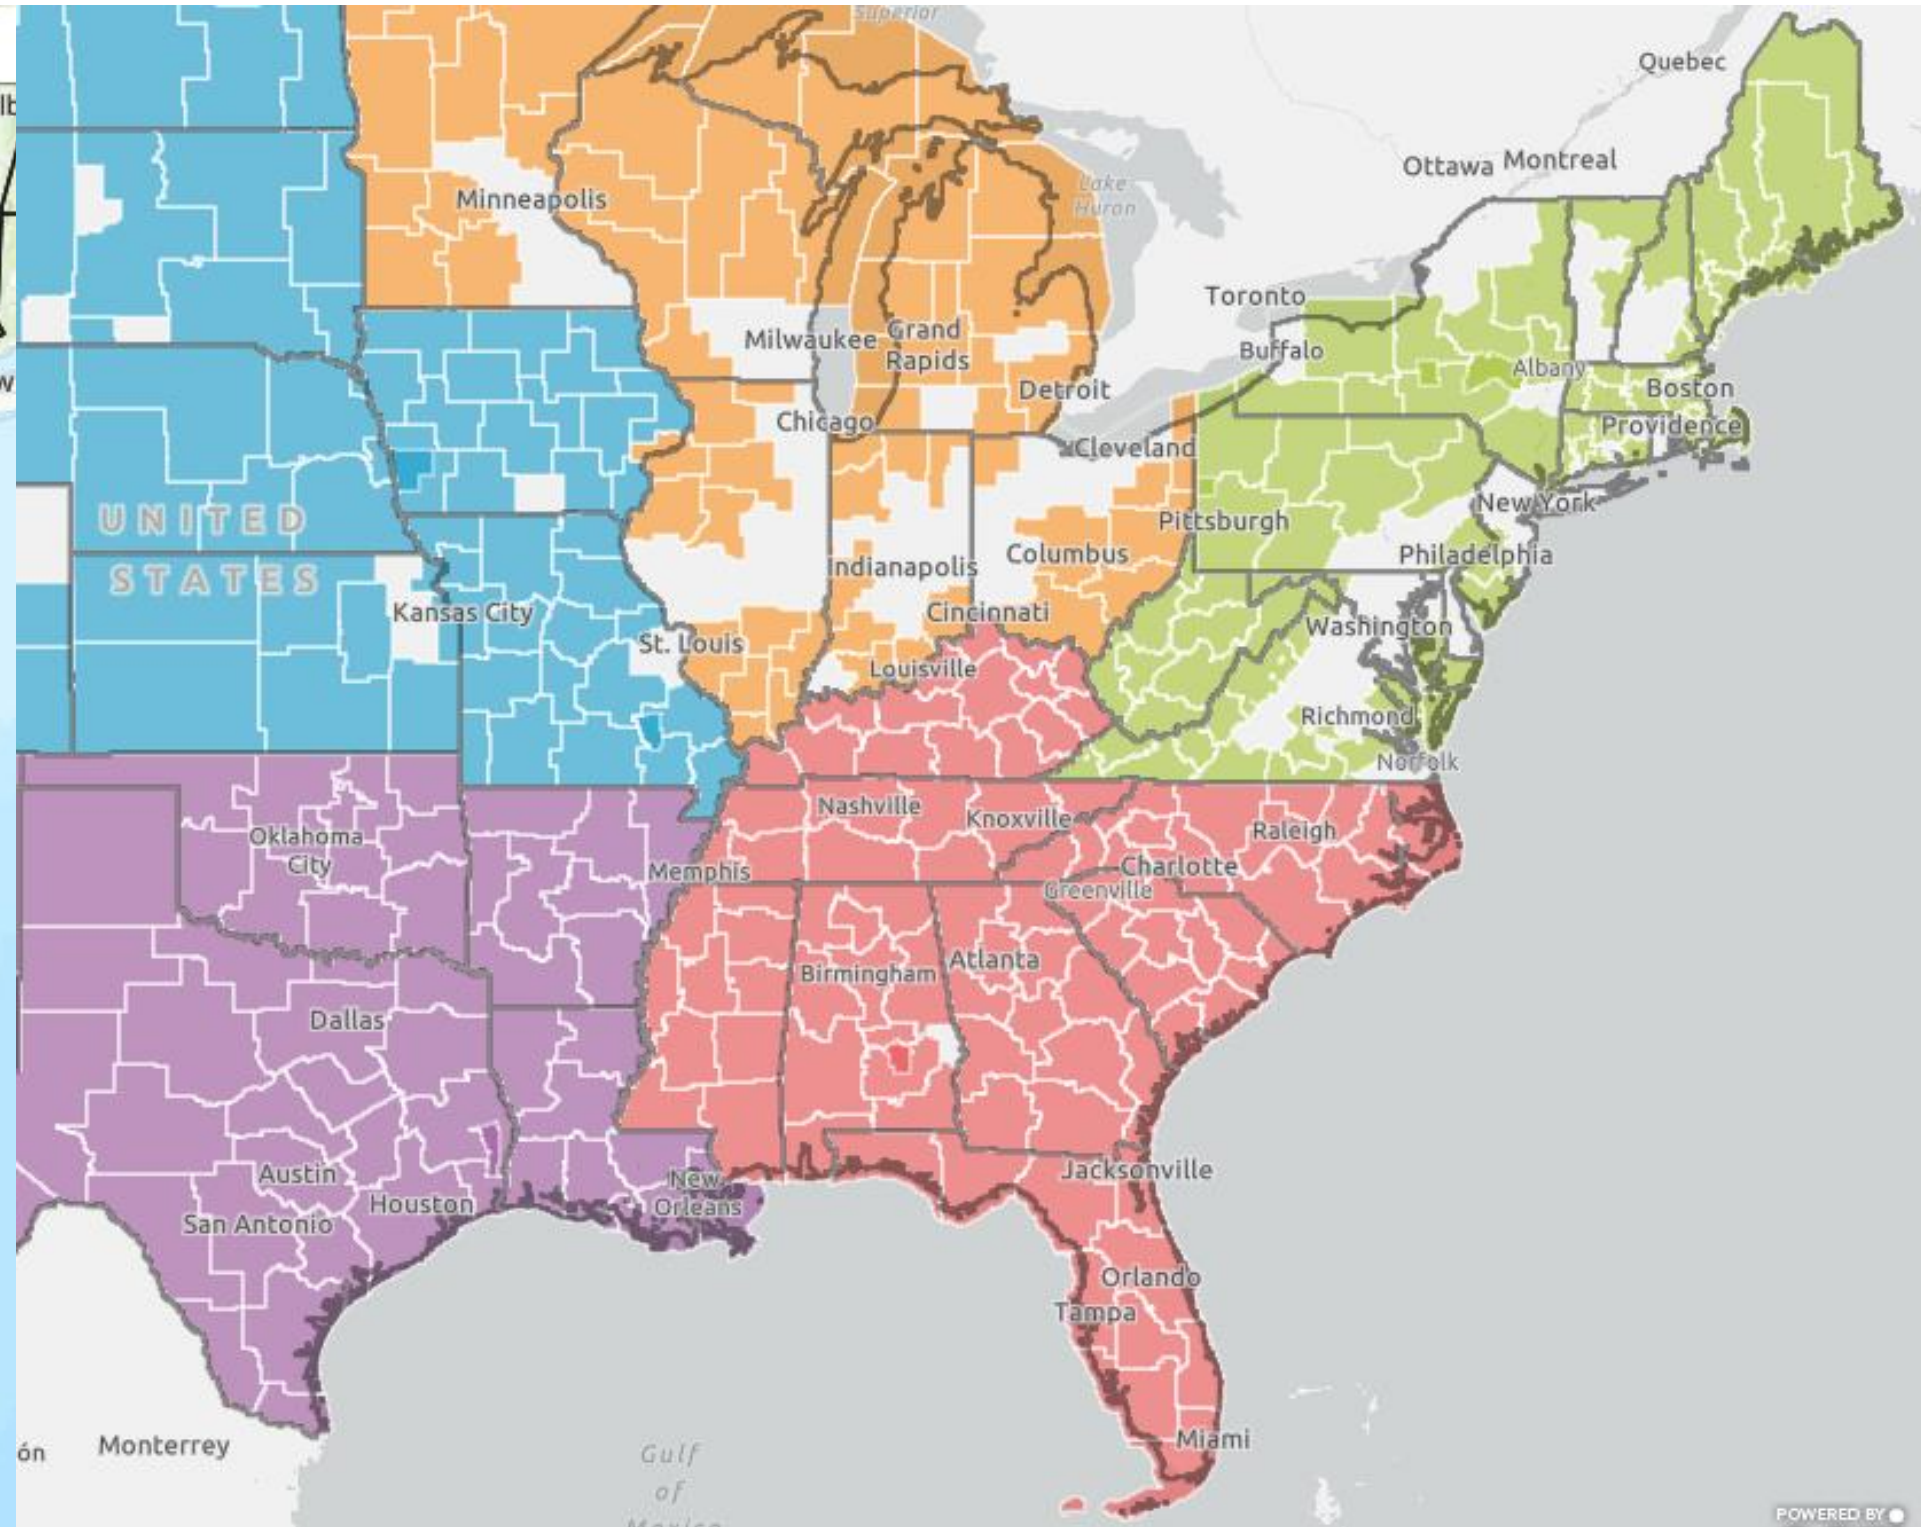 Superior
Quebec
Ottawa Montreal
Minneapolis
Lake
Huron
Toronto
Milwaukee
Grand
Rapids
Buffalo
Albany
Detroit
Boston
Chicago
Providence
Cleveland
New York
UNITED
STATES
Pittsburgh
Columbus
Philadelphia
Indianapolis
Kansas City
Cincinnati
Washington
St. Louis
Louisville
Richmond
Norfolk
Nashville
Knoxville
Raleigh
Oklahoma
City
Memphis
Charlotte
Greenville
Birmingham
Atlanta
Dallas
Austin
Houston
San Antonio
New
Orleans
Jacksonville
Orlando
Tampa
Miami
ón
Monterrey
Gulf
of
POWERED BY